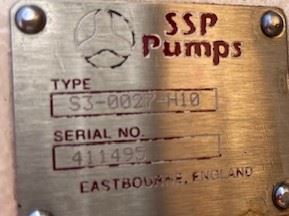 SSP
Pumps
TYPE
S3-0027-H10
SERIAL NO.
411495
EASTBOURNE, ENGLAND